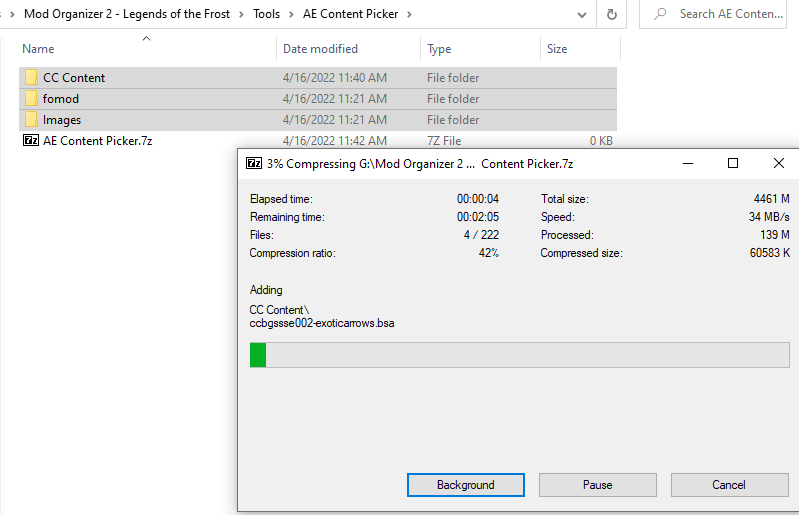 Mod Organizer 2 - Legends of the Frost > Tools > AE Content Picker > Search AE Conten...
Name Date modified Type Size
CC Content 4/16/2022 11:40 AM File folder
fomod 4/16/2022 11:21 AM File folder
Images 4/16/2022 11:21 AM File folder
7z AE Content Picker.7z 4/16/2022 11:42 AM 7Z File 0 KB
7z 3% Compressing G:\Mod Organizer 2 ... Content Picker.7z
Elapsed time: 00:00:04 Total size: 4461 M
Remaining time: 00:02:05 Speed: 34 MB/s
Files: 4 / 222 Processed: 139 M
Compression ratio: 42% Compressed size: 60583 K
Adding
CC Content\
ccbgssse002-exoticarrows.bsa
Background Pause Cancel